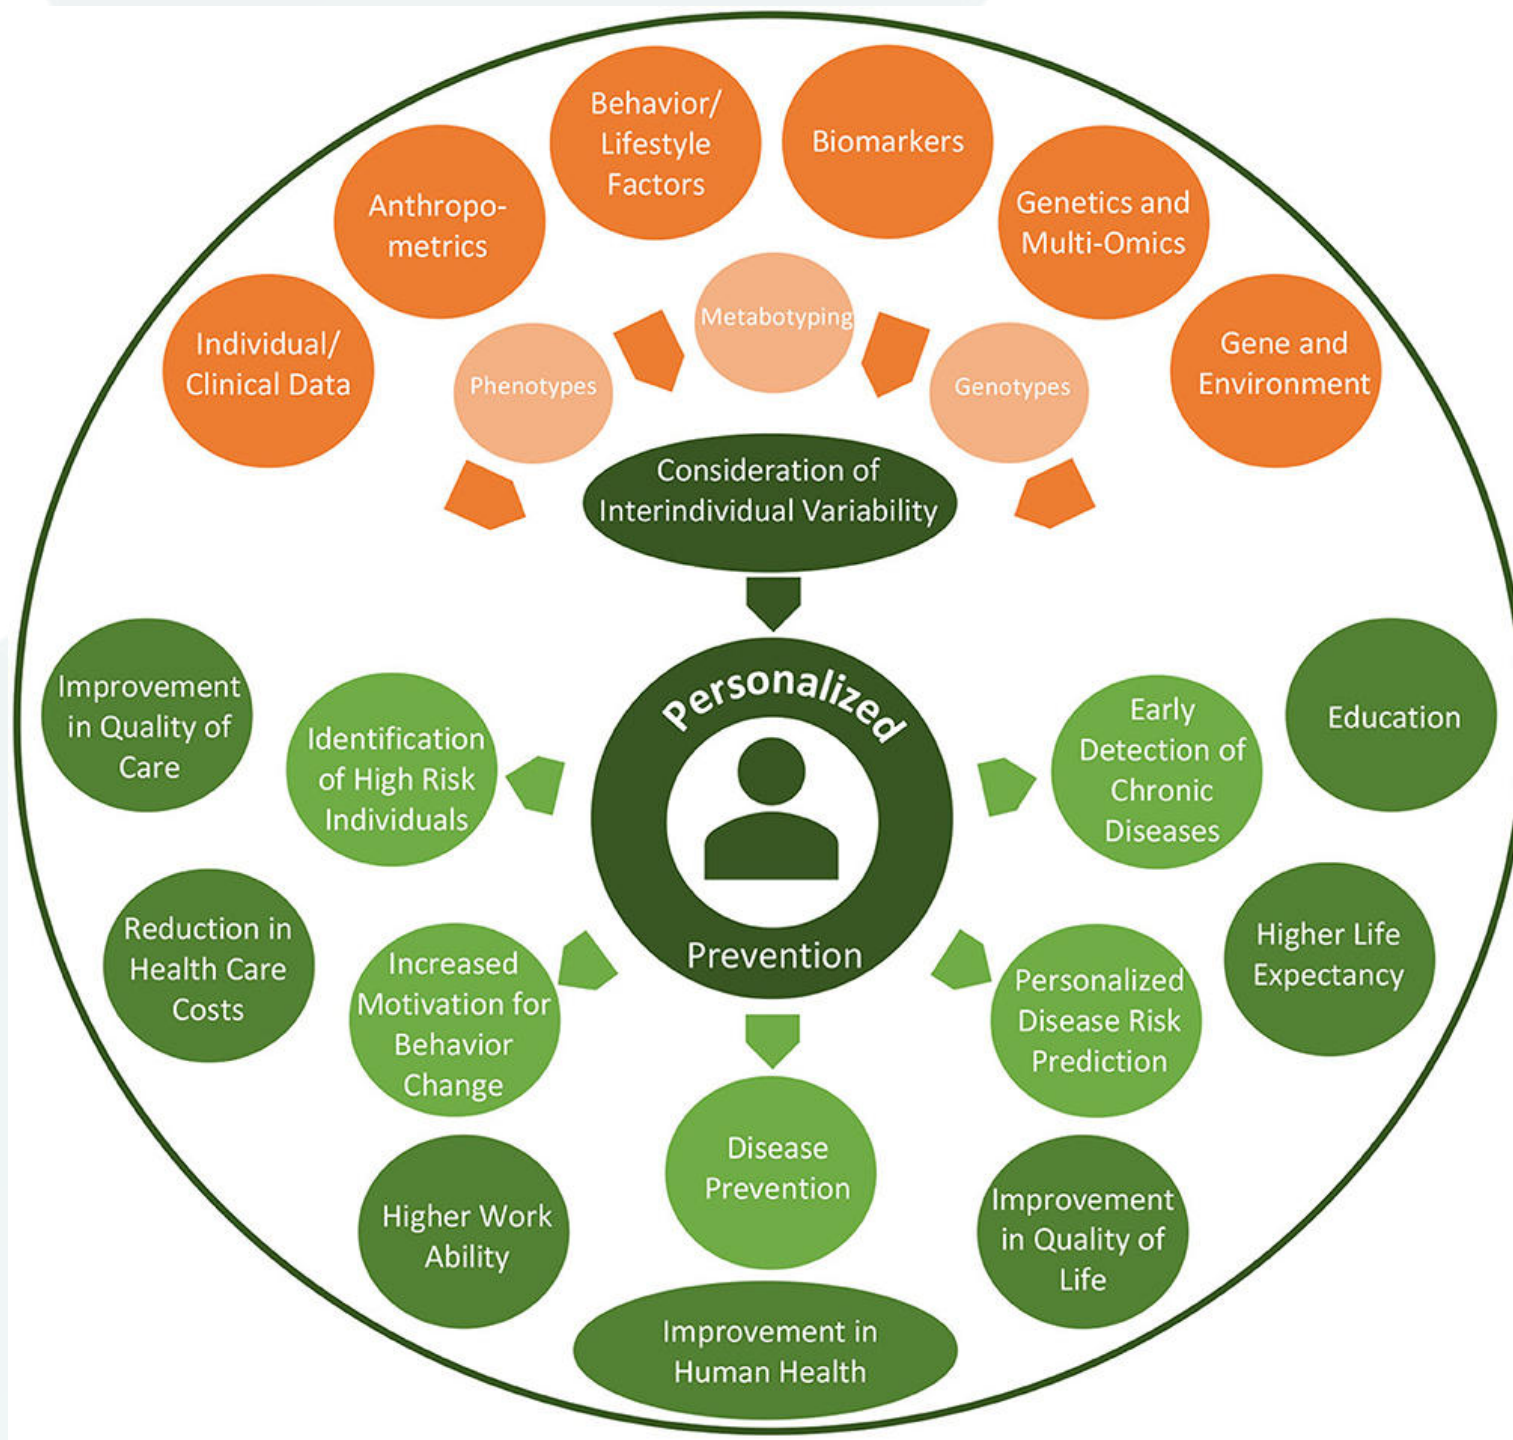 Behavior/
Lifestyle
Factors
Biomarkers
Anthropo-
metrics
Genetics and
Multi-Omics
Individual/
Clinical Data
Gene and
Environment
Metabotyping
Phenotypes
Genotypes
Consideration of
Interindividual Variability
Personalized
Prevention
Improvement
in Quality of
Care
Identification
of High Risk
Individuals
Early
Detection of
Chronic
Diseases
Education
Reduction in
Health Care
Costs
Increased
Motivation for
Behavior
Change
Personalized
Disease Risk
Prediction
Higher Life
Expectancy
Disease
Prevention
Higher Work
Ability
Improvement
in Quality of
Life
Improvement in
Human Health